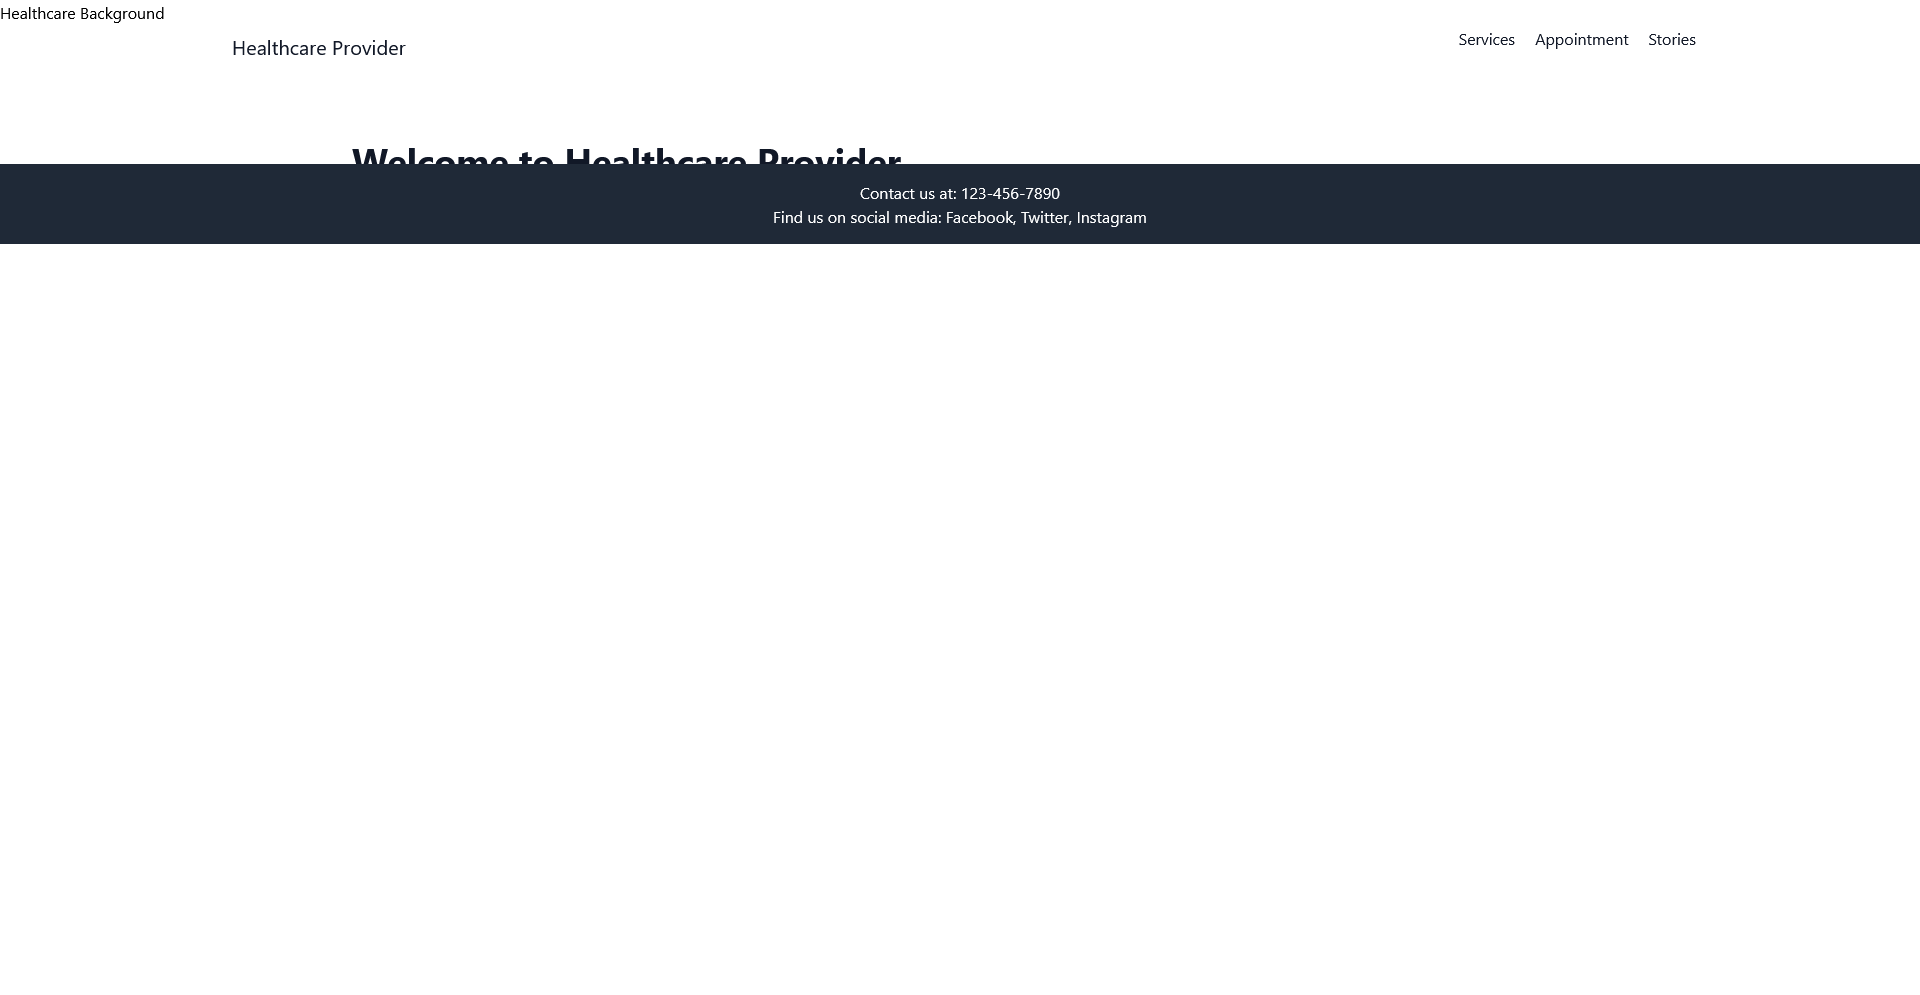 Healthcare Background
Healthcare Provider
Services
Appointment
Stories
Welcome to Healthcare Provider
Contact us at: 123-456-7890
Find us on social media: Facebook, Twitter, Instagram